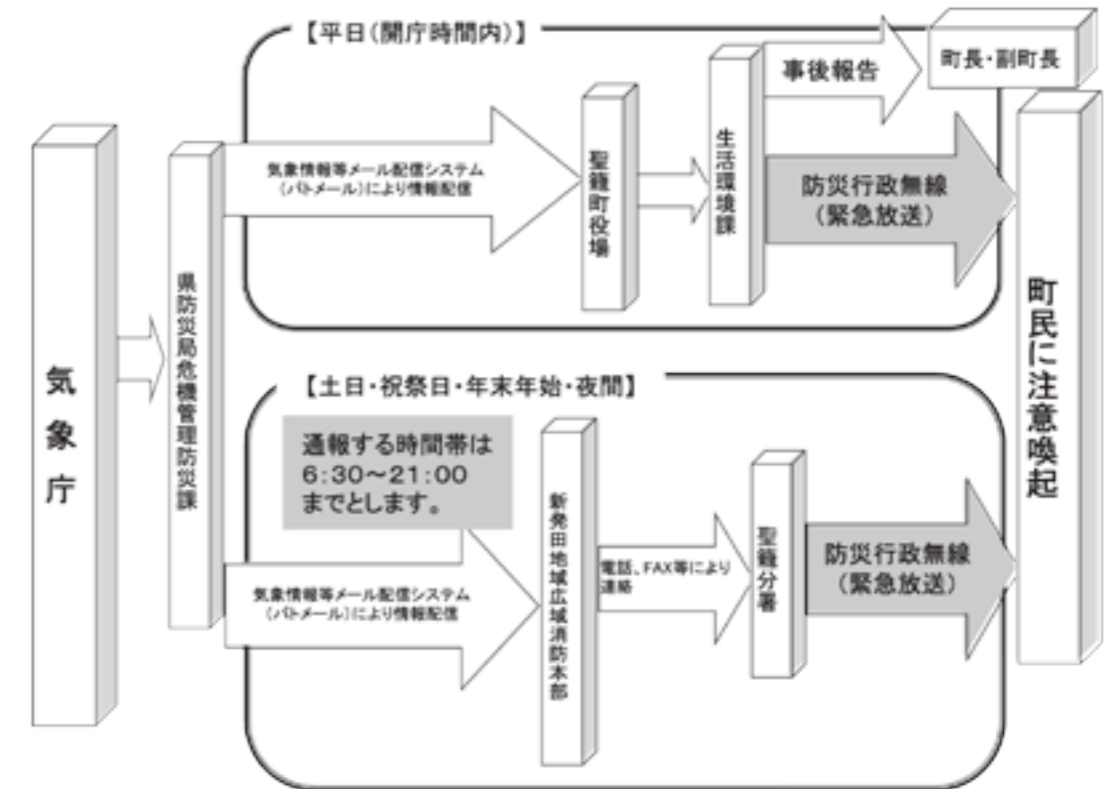 気象庁
県防災局危機管理防災課
【平日(開庁時間内)】
気象情報等メール配信システム
(パトメール)により情報配信
聖籠町役場
生活環境課
事後報告
町長・副町長
防災行政無線
(緊急放送)
【土日・祝祭日・年末年始・夜間】
通報する時間帯は
6:30~21:00
までとします。
気象情報等メール配信システム
(パトメール)により情報配信
新発田地域広域消防本部
電話、FAX等により
連絡
聖籠分署
防災行政無線
(緊急放送)
町民に注意喚起